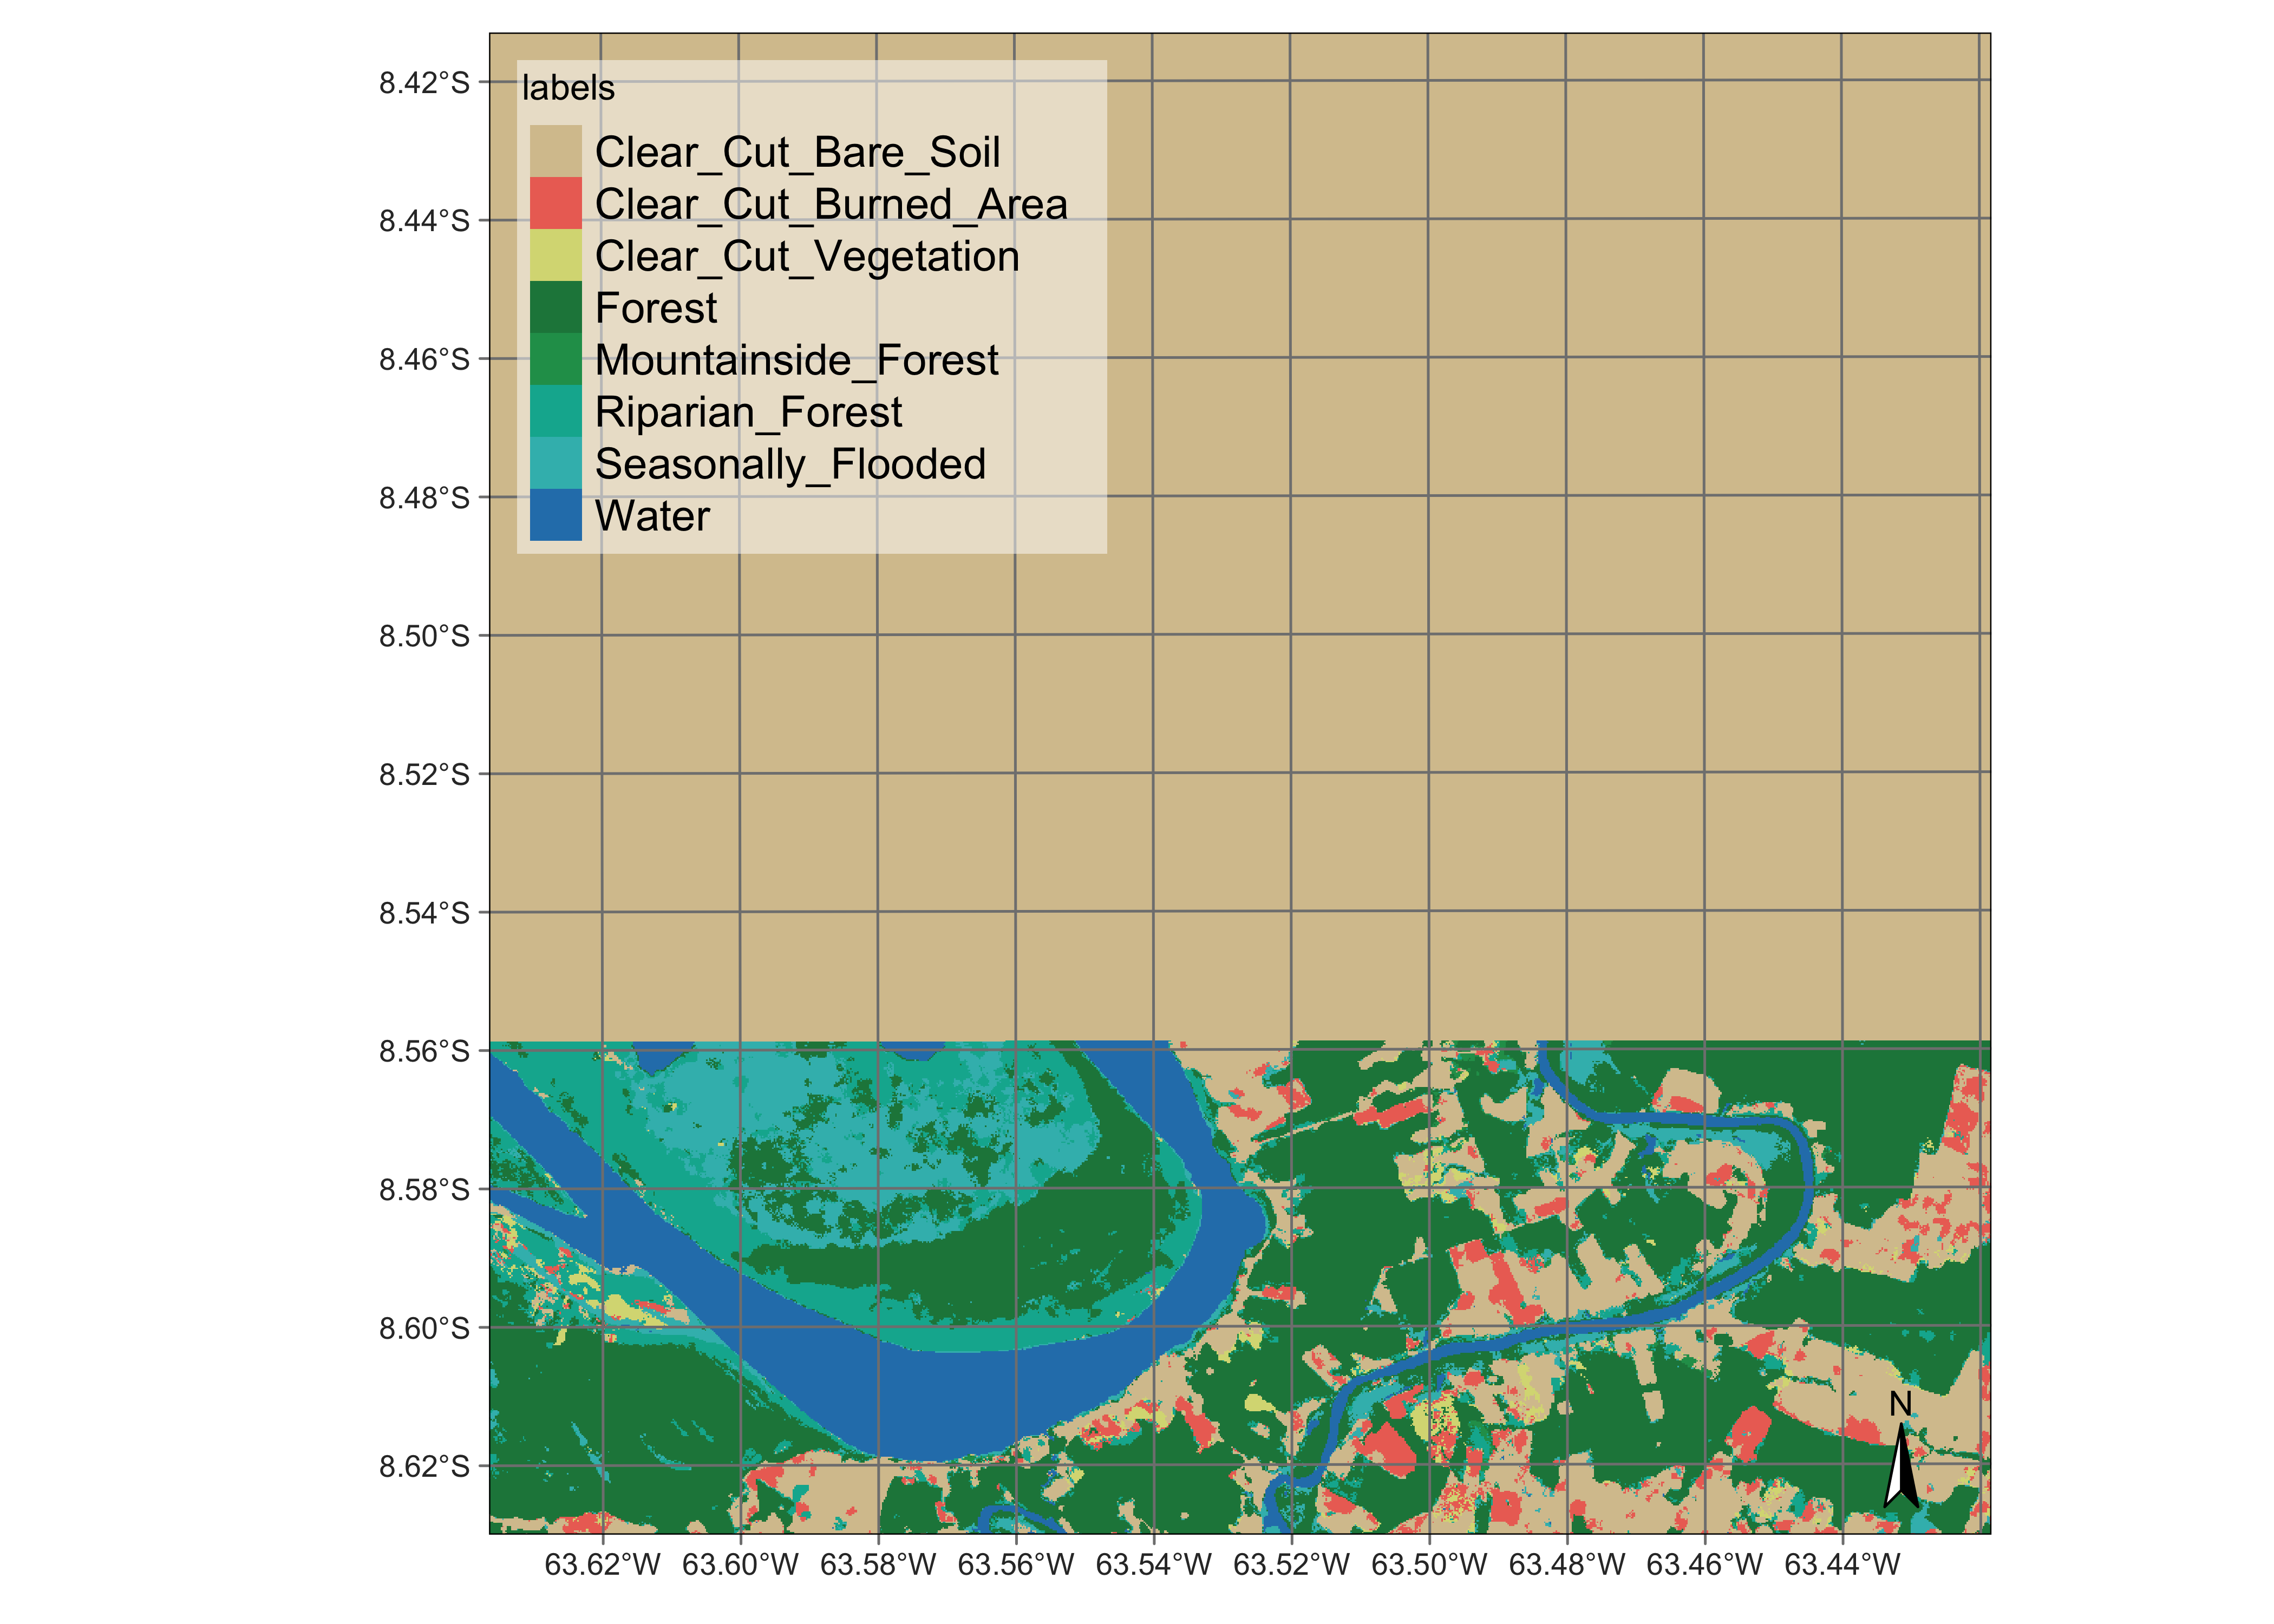 labels
Clear_Cut_Bare_Soil
Clear_Cut_Burned_Area
Clear_Cut_Vegetation
Forest
Mountainside_Forest
Riparian_Forest
Seasonally_Flooded
Water
8.42°S
8.44°S
8.46°S
8.48°S
8.50°S
8.52°S
8.54°S
8.56°S
8.58°S
8.60°S
8.62°S
N
63.62°W 63.60°W 63.58°W 63.56°W 63.54°W 63.52°W 63.50°W 63.48°W 63.46°W 63.44°W